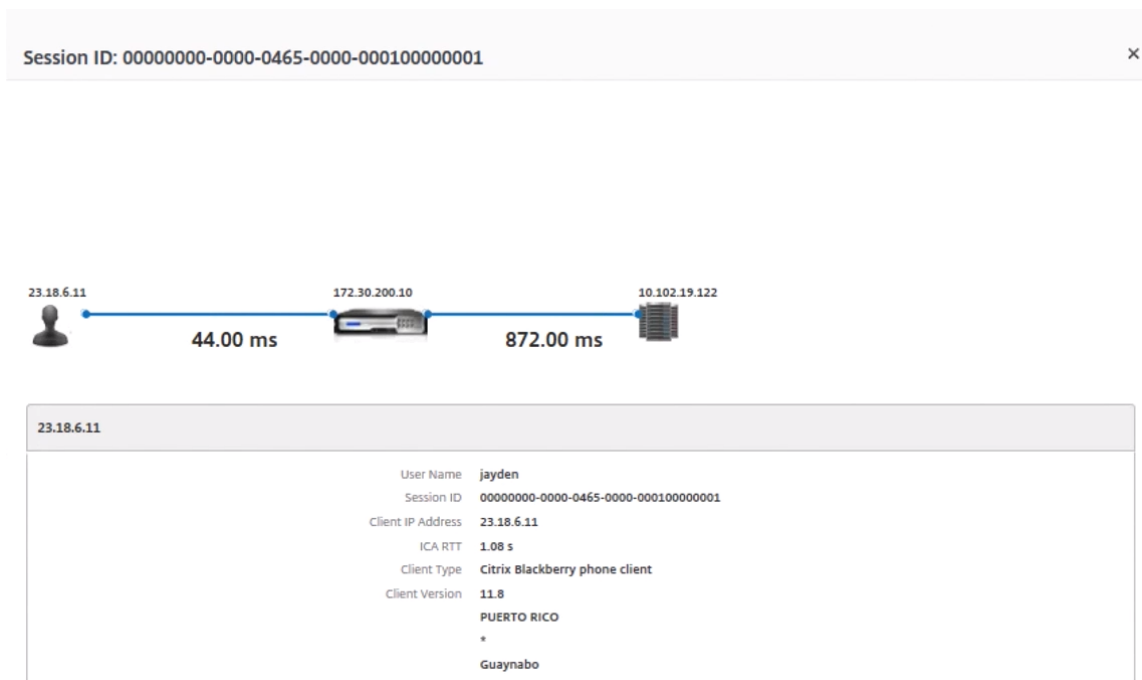 Session ID: 00000000-0000-0465-0000-000100000001 ×
23.18.6.11 172.30.200.10 10.102.19.122
44.00 ms 872.00 ms
23.18.6.11
User Name jayden
Session ID 00000000-0000-0465-0000-000100000001
Client IP Address 23.18.6.11
ICA RTT 1.08 s
Client Type Citrix Blackberry phone client
Client Version 11.8
PUERTO RICO
*
Guaynabo